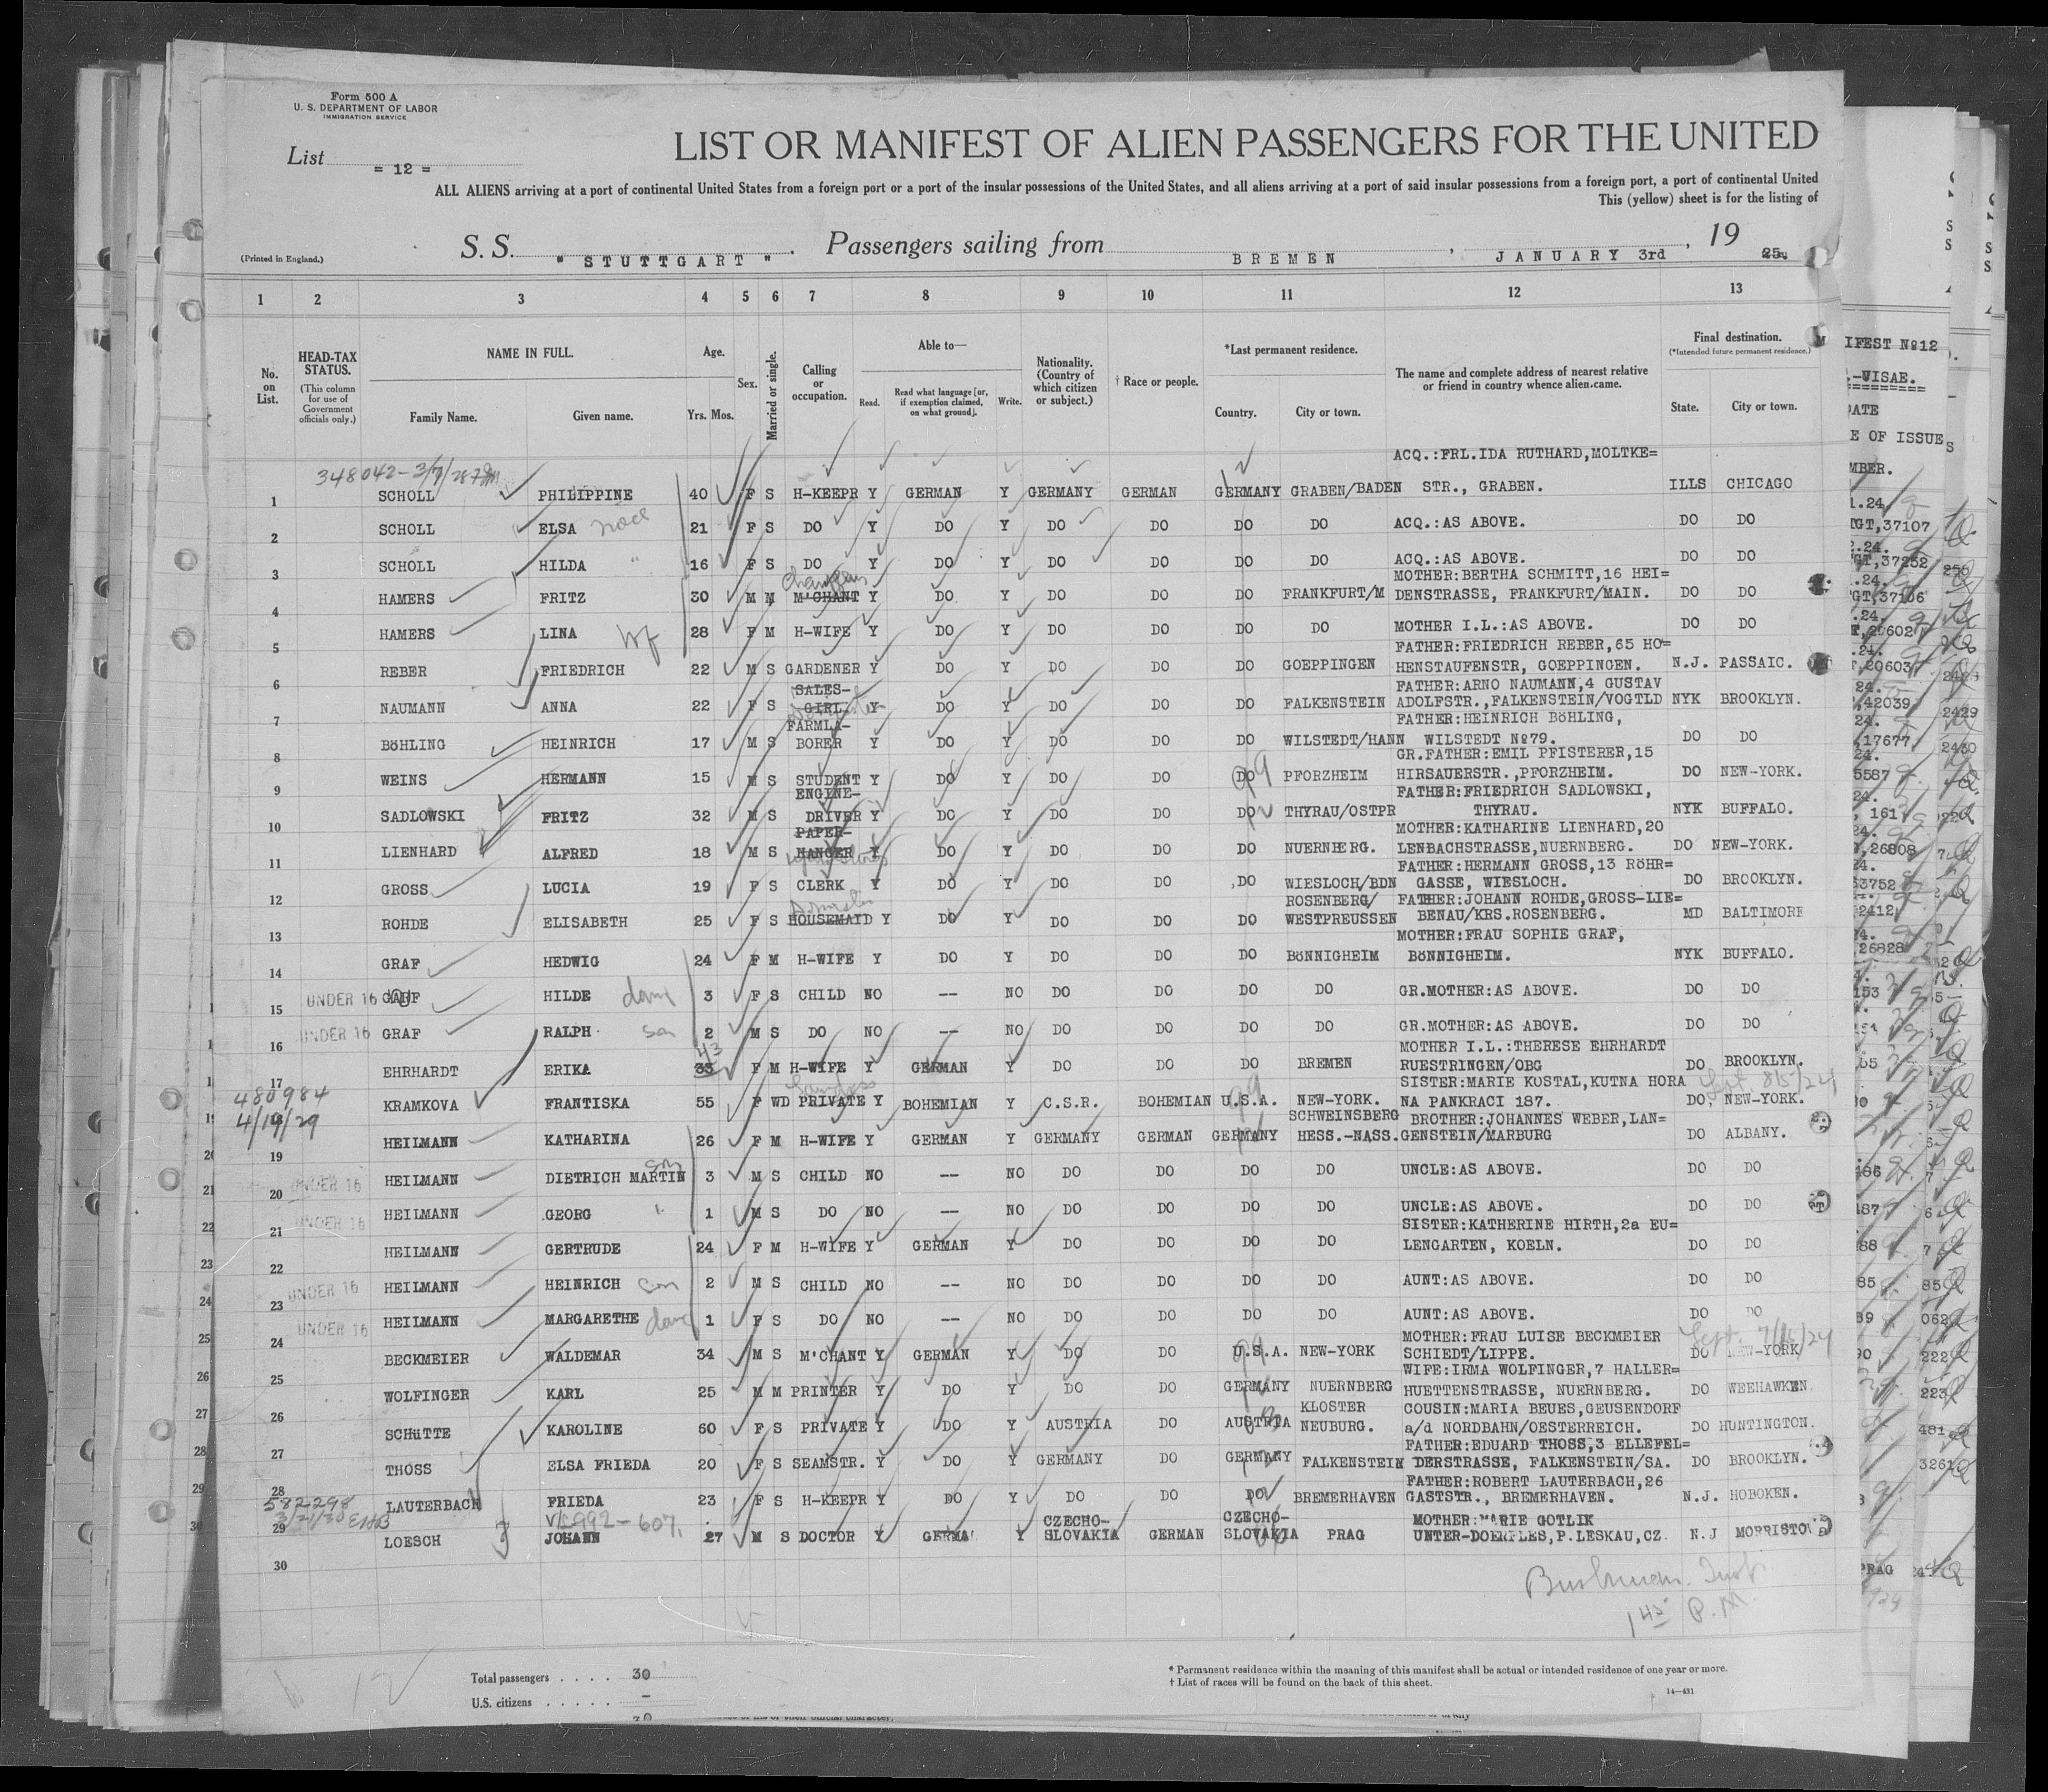 Form 500 A
U. S. DEPARTMENT OF LABOR
IMMIGRATION SERVICE
List = 12 =
LIST OR MANIFEST OF ALIEN PASSENGERS FOR THE UNITED
ALL ALIENS arriving at a port of continental United States from a foreign port or a port of the insular possessions of the United States, and all aliens arriving at a port of said insular possessions from a foreign port, a port of continental United
This (yellow) sheet is for the listing of
(Printed in England.) S. S. " STUTTGART ". Passengers sailing from BREMEN, JANUARY 3rd, 19 25.
1 2 3 4 5 6 7 8 9 10 11 12 13
No. on List. HEAD-TAX STATUS. (This column for use of Government officials only.) NAME IN FULL. Family Name. Given name. Age. Yrs. Mos. Sex. Married or single. Calling or occupation. Able to— Read. Read what language [or, if exemption claimed, on what ground]. Write. Nationality. (Country of which citizen or subject.) † Race or people. *Last permanent residence. Country. City or town. The name and complete address of nearest relative or friend in country whence alien came. Final destination. (*Intended future permanent residence.) State. City or town.
IFEST №12
.-VISAE.
DATE
E OF ISSUE
MBER.
348042-3/7/28
ACQ.:FRL.IDA RUTHARD,MOLTKE=
1 SCHOLL PHILIPPINE 40 F S H-KEEPR Y GERMAN Y GERMANY GERMAN GERMANY GRABEN/BADEN STR., GRABEN. ILLS CHICAGO
2 SCHOLL ELSA niece 21 F S DO Y DO Y DO DO DO DO ACQ.:AS ABOVE. DO DO
3 SCHOLL HILDA " 16 F S DO Y DO Y DO DO DO DO ACQ.:AS ABOVE. DO DO
MOTHER:BERTHA SCHMITT,16 HEI=
4 HAMERS FRITZ 30 M M M'CHANT Y DO Y DO DO DO FRANKFURT/M DENSTRASSE, FRANKFURT/MAIN. DO DO
5 HAMERS LINA wf 28 F M H-WIFE Y DO Y DO DO DO DO MOTHER I.L.:AS ABOVE. DO DO
FATHER:FRIEDRICH REBER,65 HO=
6 REBER FRIEDRICH 22 M S GARDENER Y DO Y DO DO DO GOEPPINGEN HENSTAUFENSTR, GOEPPINGEN. N.J. PASSAIC.
SALES- FATHER:ARNO NAUMANN,4 GUSTAV
7 NAUMANN ANNA 22 F S GIRL. Y DO Y DO DO DO FALKENSTEIN ADOLFSTR.,FALKENSTEIN/VOGTLD NYK BROOKLYN.
FARMLA- FATHER:HEINRICH BÖHLING,
8 BÖHLING HEINRICH 17 M S BORER Y DO Y DO DO DO WILSTEDT/HANN WILSTEDT №79. DO DO
GR.FATHER:EMIL PFISTERER,15
9 WEINS HERMANN 15 M S STUDENT Y DO Y DO DO DO PFORZHEIM HIRSAUERSTR.,PFORZHEIM. DO NEW-YORK.
ENGINE- FATHER:FRIEDRICH SADLOWSKI,
10 SADLOWSKI FRITZ 32 M S DRIVER Y DO Y DO DO DO THYRAU/OSTPR THYRAU. NYK BUFFALO.
PAPER- MOTHER:KATHARINE LIENHARD,20
11 LIENHARD ALFRED 18 M S HANGER Y DO Y DO DO DO NUERNBERG. LENBACHSTRASSE,NUERNBERG. DO NEW-YORK.
FATHER:HERMANN GROSS,13 RÖHR=
12 GROSS LUCIA 19 F S CLERK Y DO Y DO DO DO WIESLOCH/BDN GASSE, WIESLOCH. DO BROOKLYN.
ROSENBERG/ FATHER:JOHANN ROHDE,GROSS-LIE=
13 ROHDE ELISABETH 25 F S HOUSEMAID Y DO Y DO DO DO WESTPREUSSEN BENAU/KRS.ROSENBERG. MD BALTIMORE
MOTHER:FRAU SOPHIE GRAF,
14 GRAF HEDWIG 24 F M H-WIFE Y DO Y DO DO DO BÖNNIGHEIM BÖNNIGHEIM. NYK BUFFALO.
15 UNDER 16 GRAF HILDE 3 F S CHILD NO -- NO DO DO DO DO GR.MOTHER:AS ABOVE. DO DO
16 UNDER 16 GRAF RALPH son 2 M S DO NO -- NO DO DO DO DO GR.MOTHER:AS ABOVE. DO DO
43 MOTHER I.L.:THERESE EHRHARDT
17 EHRHARDT ERIKA 33 F M H-WIFE Y GERMAN Y DO DO DO BREMEN RUESTRINGEN/OBG DO BROOKLYN.
480984 SISTER:MARIE KOSTAL,KUTNA HORA
KRAMKOVA FRANTISKA 55 F WD PRIVATE Y BOHEMIAN Y C.S.R. BOHEMIAN U.S.A. NEW-YORK. NA PANKRACI 187. DO, NEW-YORK.
4/19/29 SCHWEINSBERG BROTHER:JOHANNES WEBER,LAN=
19 HEILMANN KATHARINA 26 F M H-WIFE Y GERMAN Y GERMANY GERMAN GERMANY HESS.-NASS. GENSTEIN/MARBURG DO ALBANY.
20 UNDER 16 HEILMANN DIETRICH MARTIN son 3 M S CHILD NO -- NO DO DO DO DO UNCLE:AS ABOVE. DO DO
21 UNDER 16 HEILMANN GEORG " 1 M S DO NO -- NO DO DO DO DO UNCLE:AS ABOVE. DO DO
SISTER:KATHERINE HIRTH,2a EU=
22 HEILMANN GERTRUDE 24 F M H-WIFE Y GERMAN Y DO DO DO DO LENGARTEN, KOELN. DO DO
23 UNDER 16 HEILMANN HEINRICH son 2 M S CHILD NO -- NO DO DO DO DO AUNT:AS ABOVE. DO DO
24 UNDER 16 HEILMANN MARGARETHE 1 F S DO NO -- NO DO DO DO DO AUNT:AS ABOVE. DO DO
MOTHER:FRAU LUISE BECKMEIER
25 BECKMEIER WALDEMAR 34 M S M'CHANT Y GERMAN Y DO DO U.S.A. NEW-YORK SCHIEDT/LIPPE. DO NEW-YORK
WIFE:IRMA WOLFINGER,7 HALLER=
26 WOLFINGER KARL 25 M M PRINTER Y DO Y DO DO GERMANY NUERNBERG HUETTENSTRASSE, NUERNBERG. DO WEEHAWKEN.
KLOSTER COUSIN:MARIA BEUES,GEUSENDORF
27 SCHÜTTE KAROLINE 60 F S PRIVATE Y DO Y AUSTRIA DO AUSTRIA NEUBURG. a/d NORDBAHN/OESTERREICH. DO HUNTINGTON.
FATHER:EDUARD THOSS,3 ELLEFEL=
28 THOSS ELSA FRIEDA 20 F S SEAMSTR. Y DO Y GERMANY DO GERMANY FALKENSTEIN DERSTRASSE, FALKENSTEIN/SA. DO BROOKLYN.
582298 FATHER:ROBERT LAUTERBACH,26
29 LAUTERBACH FRIEDA 23 F S H-KEEPR Y DO Y DO DO DO BREMERHAVEN GASTSTR., BREMERHAVEN. N.J. HOBOKEN.
CZECHO- CZECHO- MOTHER:MARIE GOTLIK
30 LOESCH JOHANN 27 M S DOCTOR Y GERMAN Y SLOVAKIA GERMAN SLOVAKIA PRAG UNTER-DOERFLES,P.LESKAU,CZ. N.J MORRISTOWN
P.M.
12
Total passengers . . . . 30
U.S. citizens . . . . . –
30
* Permanent residence within the meaning of this manifest shall be actual or intended residence of one year or more.
† List of races will be found on the back of this sheet.
14—431